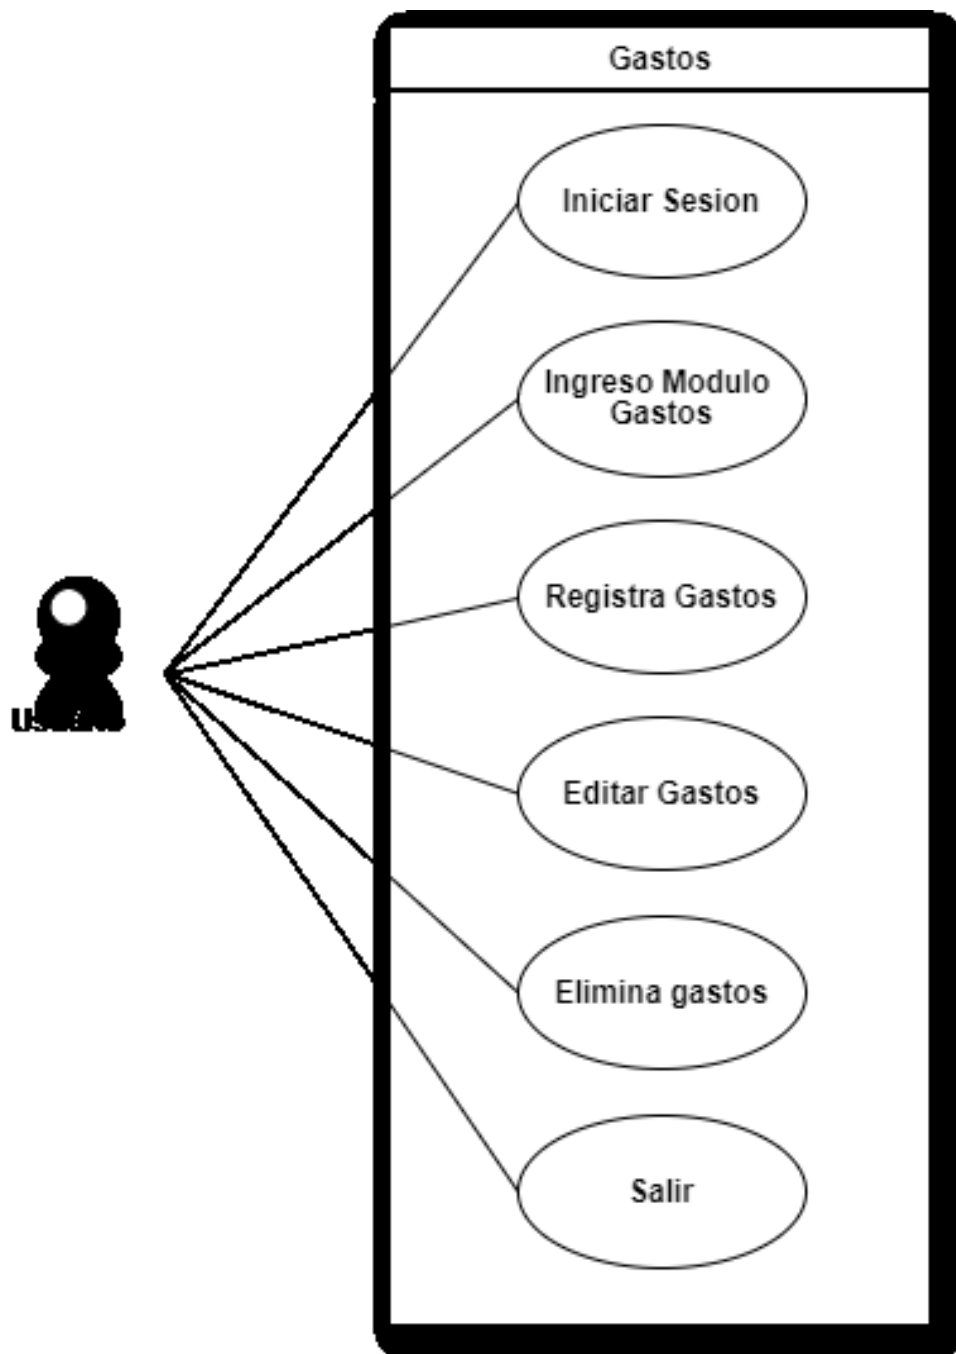 Gastos
Iniciar Sesion
Ingreso Modulo
Gastos
Registra Gastos
Editar Gastos
Elimina gastos
Salir